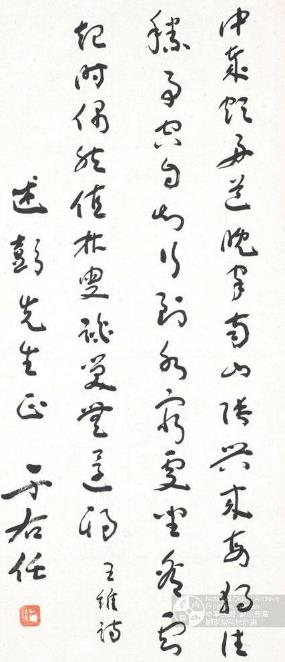 中歲頗好道晚家南山陲興來每獨往
勝事空自知行到水窮處坐看雲
起時偶然值林叟談笑無還期 王維詩
述彭先生正 于右任